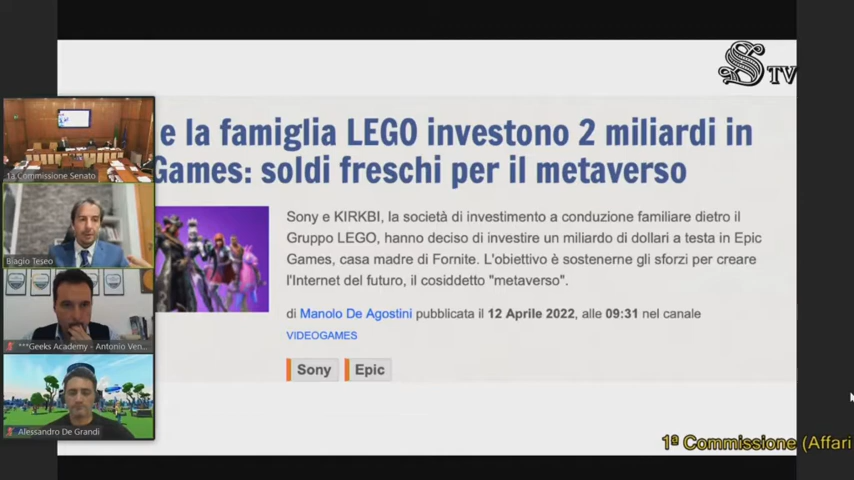 S TV
e la famiglia LEGO investono 2 miliardi in
Games: soldi freschi per il metaverso
Sony e KIRKBI, la società di investimento a conduzione familiare dietro il
Gruppo LEGO, hanno deciso di investire un miliardo di dollari a testa in Epic
Games, casa madre di Fornite. L'obiettivo è sostenerne gli sforzi per creare
l'Internet del futuro, il cosiddetto "metaverso".
di Manolo De Agostini pubblicata il 12 Aprile 2022, alle 09:31 nel canale
VIDEOGAMES
Sony Epic
1a Commissione Senato
Biagio Teseo
***Geeks Academy - Antonio Ven...
Alessandro De Grandi
1ª Commissione (Affari